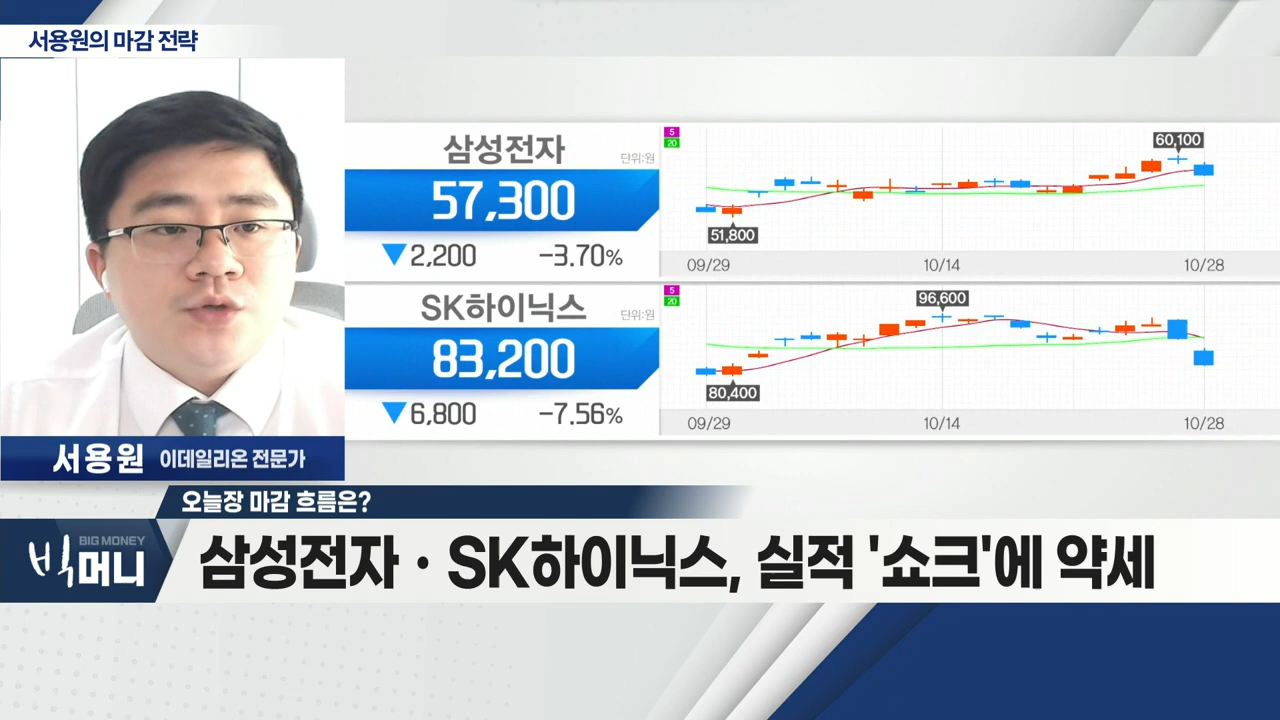 서용원의 마감 전략
삼성전자
단위:원
57,300
▼2,200 -3.70%
5
20
60,100
51,800
09/29 10/14 10/28
SK하이닉스
단위:원
83,200
▼6,800 -7.56%
5
20
96,600
80,400
09/29 10/14 10/28
서용원 이데일리온 전문가
오늘장 마감 흐름은?
BIG MONEY
빅머니
삼성전자·SK하이닉스, 실적 '쇼크'에 약세